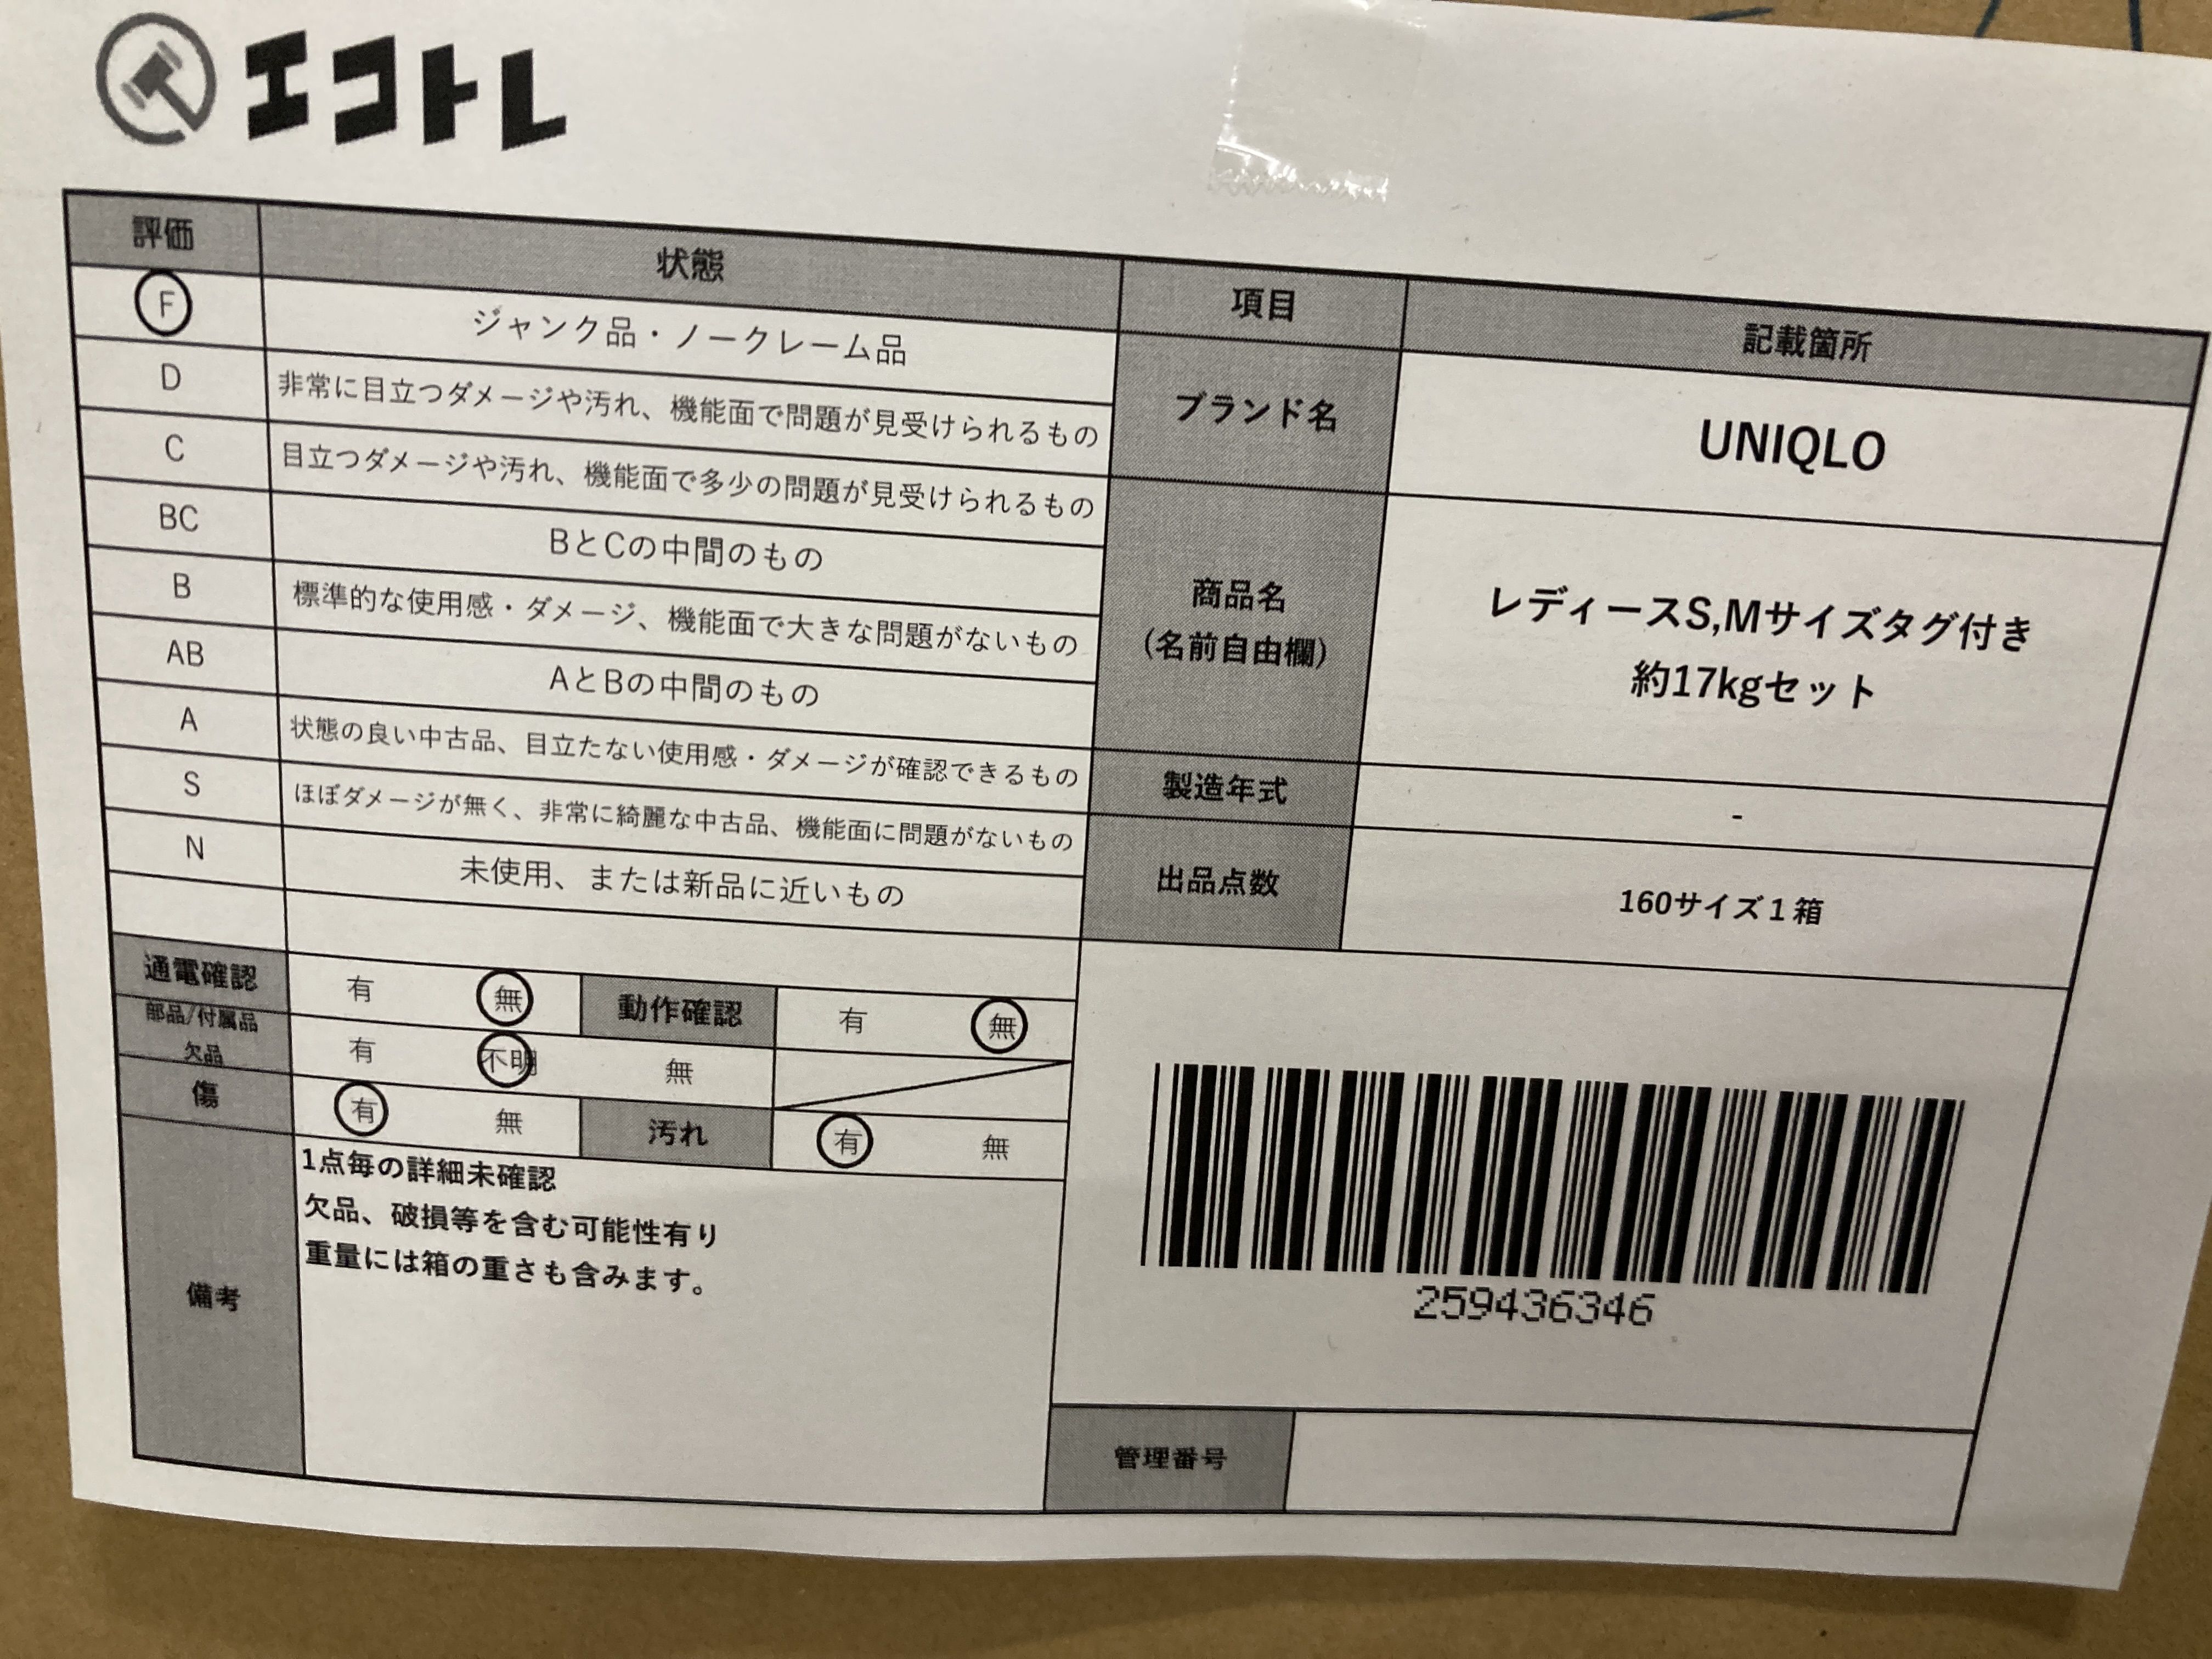 エコトレ
評価 状態
F ジャンク品・ノークレーム品
D 非常に目立つダメージや汚れ、機能面で問題が見受けられるもの
C 目立つダメージや汚れ、機能面で多少の問題が見受けられるもの
BC BとCの中間のもの
B 標準的な使用感・ダメージ、機能面で大きな問題がないもの
AB AとBの中間のもの
A 状態の良い中古品、目立たない使用感・ダメージが確認できるもの
S ほぼダメージが無く、非常に綺麗な中古品、機能面に問題がないもの
N 未使用、または新品に近いもの
通電確認 有 無 動作確認 有 無
部品/付属品
欠品 有 不明 無
傷 有 無 汚れ 有 無
備考
1点毎の詳細未確認
欠品、破損等を含む可能性有り
重量には箱の重さも含みます。
項目 記載箇所
ブランド名 UNIQLO
商品名
(名前自由欄)
レディースS,Mサイズタグ付き
約17kgセット
製造年式 -
出品点数 160サイズ１箱
259436346
管理番号